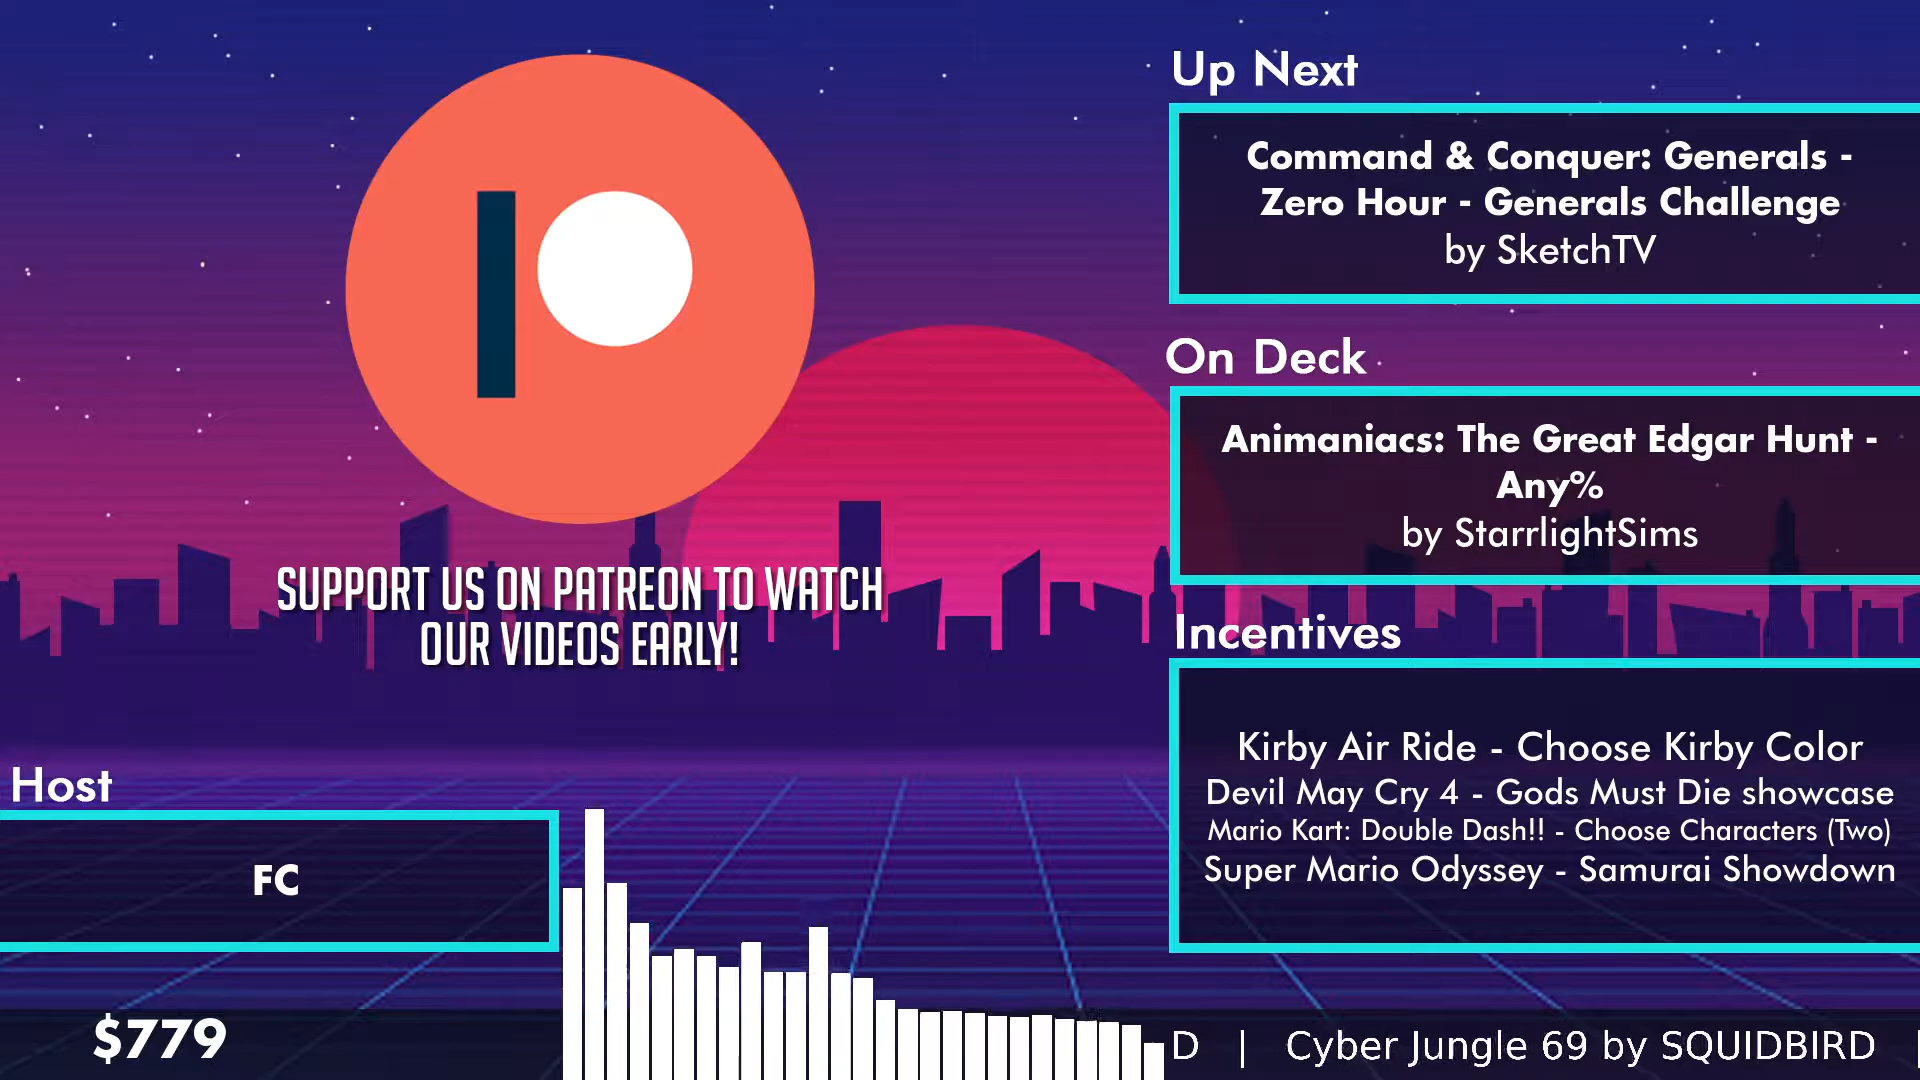 Up Next
Command & Conquer: Generals -
Zero Hour - Generals Challenge
by SketchTV
On Deck
Animaniacs: The Great Edgar Hunt -
Any%
by StarrlightSims
SUPPORT US ON PATREON TO WATCH
OUR VIDEOS EARLY!
Incentives
Kirby Air Ride - Choose Kirby Color
Devil May Cry 4 - Gods Must Die showcase
Mario Kart: Double Dash!! - Choose Characters (Two)
Super Mario Odyssey - Samurai Showdown
Host
FC
$779
D | Cyber Jungle 69 by SQUIDBIRD